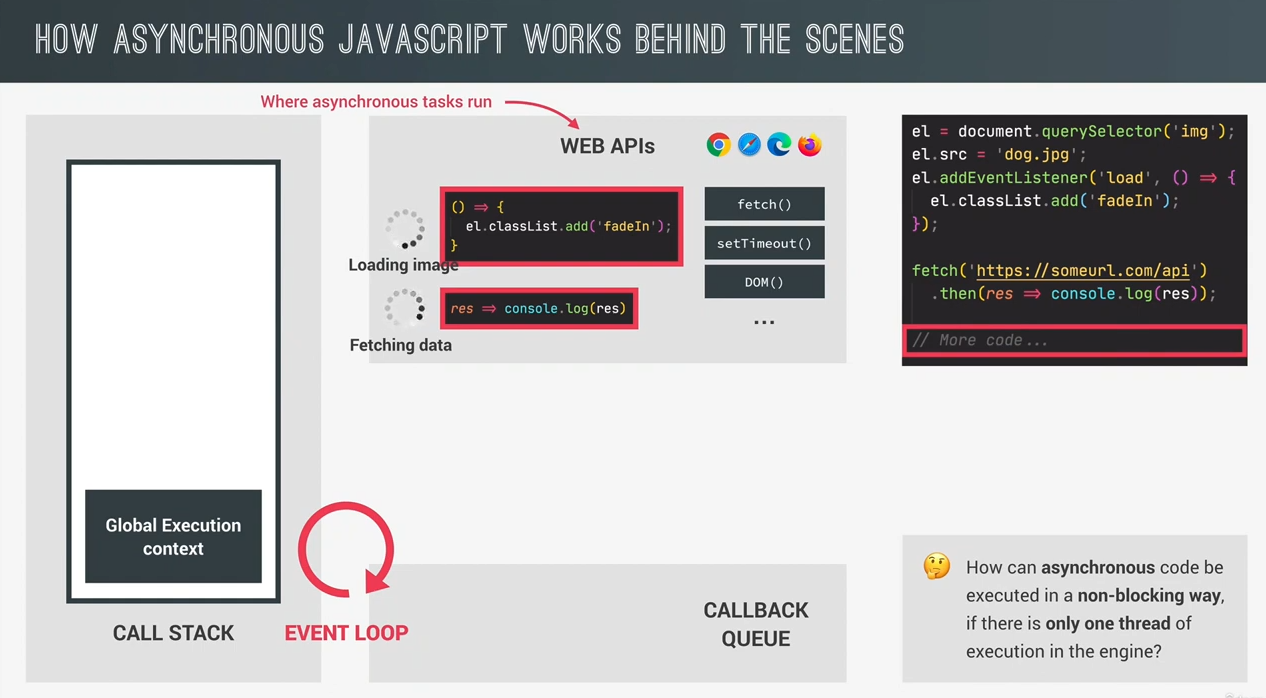 HOW ASYNCHRONOUS JAVASCRIPT WORKS BEHIND THE SCENES
Where asynchronous tasks run
WEB APIs
() => {
el.classList.add('fadeIn');
}
Loading image
res => console.log(res)
Fetching data
fetch()
setTimeout()
DOM()
...
el = document.querySelector('img');
el.src = 'dog.jpg';
el.addEventListener('load', () => {
el.classList.add('fadeIn');
});
fetch('https://someurl.com/api')
.then(res => console.log(res));
// More code...
Global Execution
context
CALL STACK
EVENT LOOP
CALLBACK
QUEUE
How can asynchronous code be
executed in a non-blocking way,
if there is only one thread of
execution in the engine?